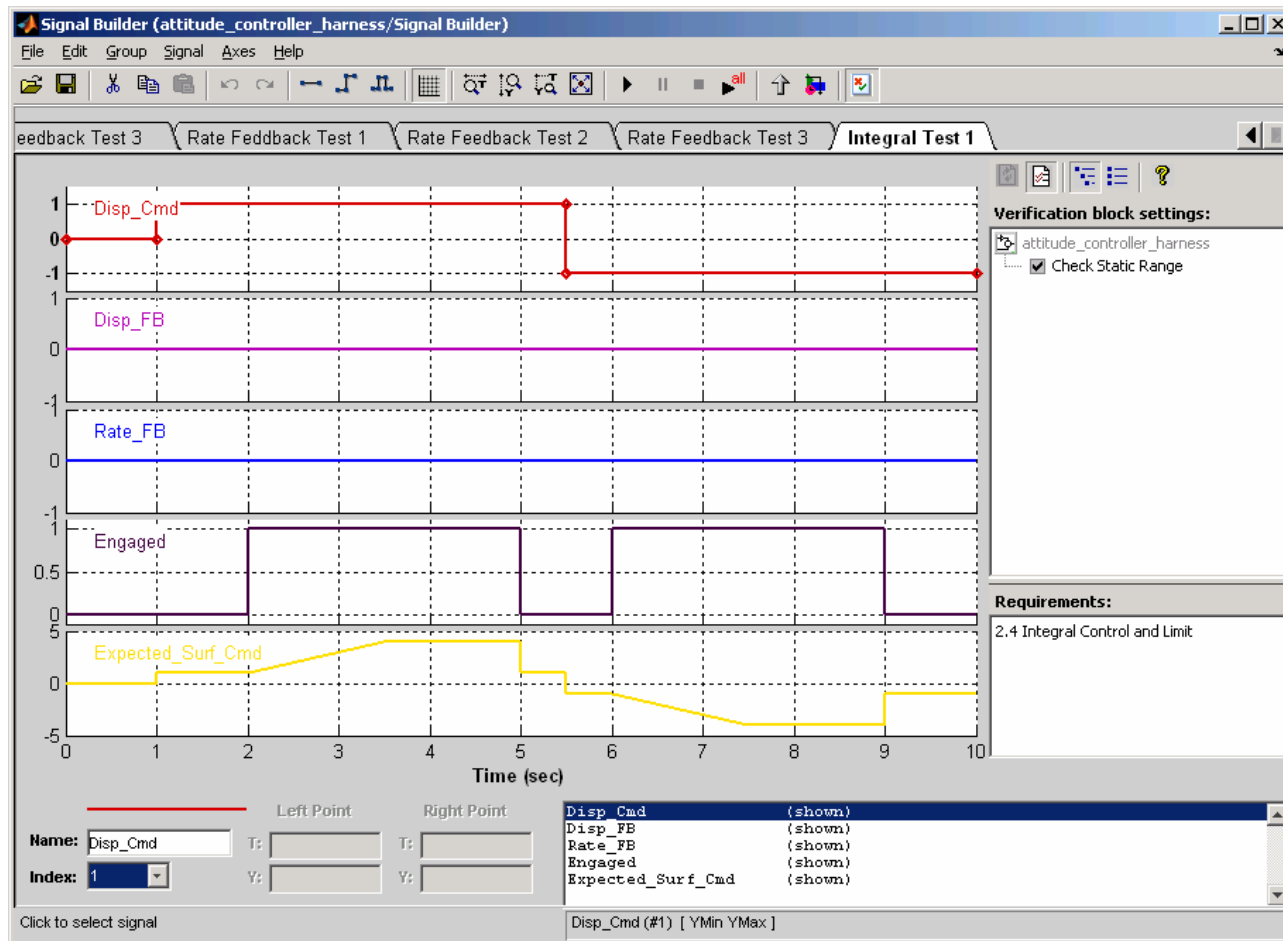 Signal Builder (attitude_controller_harness/Signal Builder)
File Edit Group Signal Axes Help
all
eedback Test 3 Rate Feddback Test 1 Rate Feedback Test 2 Rate Feedback Test 3 Integral Test 1
Verification block settings:
attitude_controller_harness
Check Static Range
1
0
-1
Disp_Cmd
1
0
-1
Disp_FB
1
0
-1
Rate_FB
1
0.5
0
Engaged
5
0
-5
Expected_Surf_Cmd
0 1 2 3 4 5 6 7 8 9 10
Time (sec)
Requirements:
2.4 Integral Control and Limit
Left Point Right Point
Name: Disp_Cmd T: T:
Index: 1 Y: Y:
Disp_Cmd (shown)
Disp_FB (shown)
Rate_FB (shown)
Engaged (shown)
Expected_Surf_Cmd (shown)
Click to select signal
Disp_Cmd (#1) [ YMin YMax ]